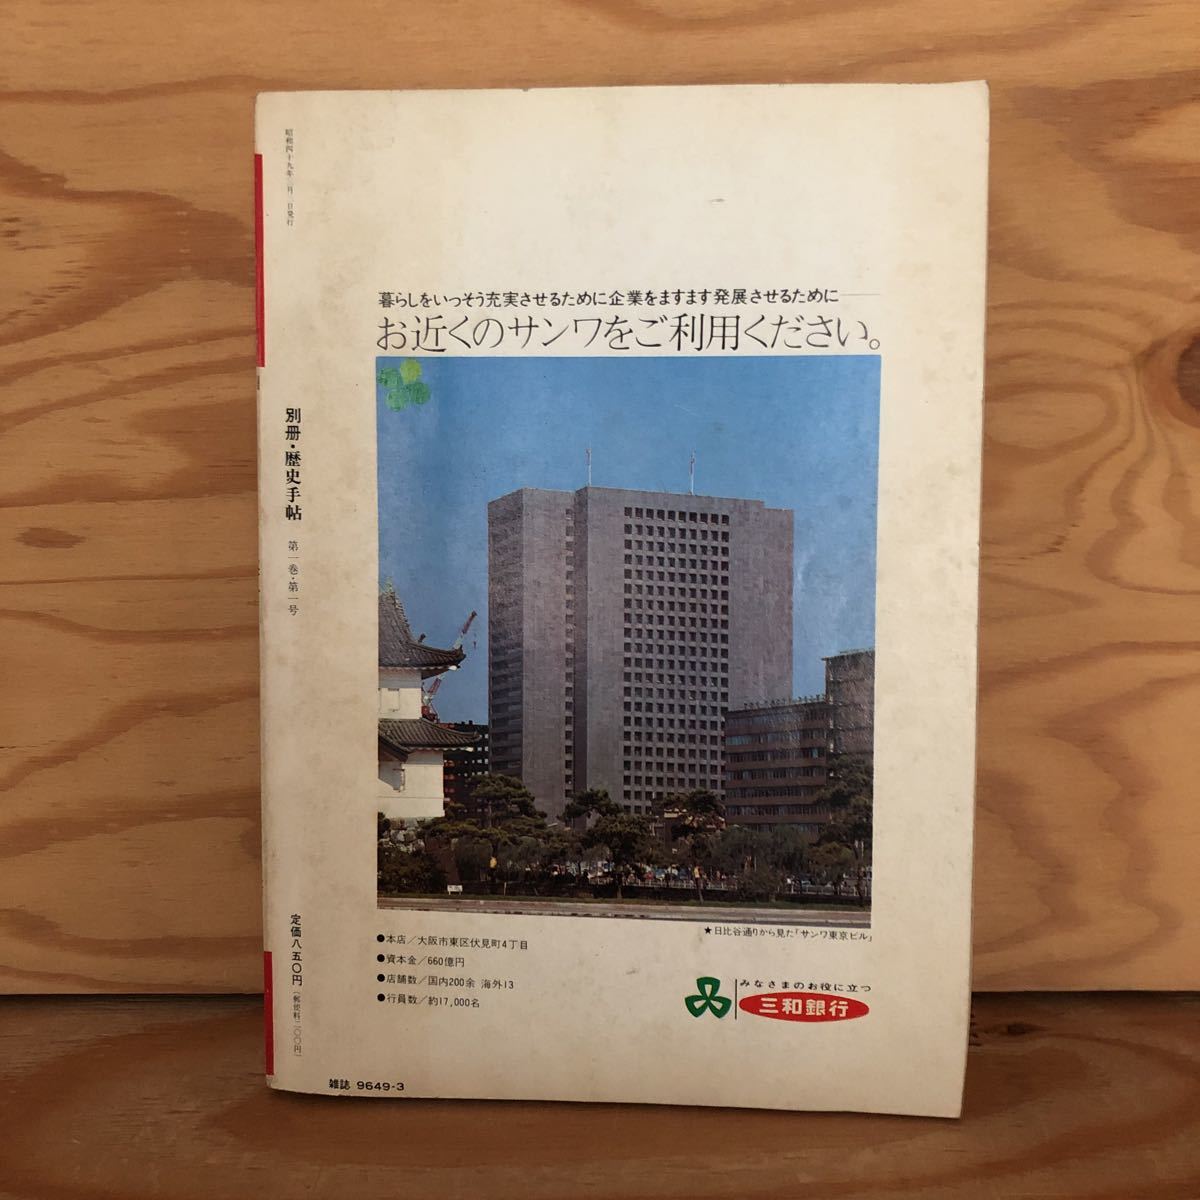 昭和四十九年 月 日発行
別冊・歴史手帖 第一巻・第一号
定価八五〇円(郵便料二〇〇円)
暮らしをいっそう充実させるために企業をますます発展させるために――
お近くのサンワをご利用ください。
★日比谷通りから見た「サンワ東京ビル」
●本店/大阪市東区伏見町4丁目
●資本金/660億円
●店舗数/国内200余 海外13
●行員数/約17,000名
みなさまのお役に立つ
三和銀行
雑誌 9649-3